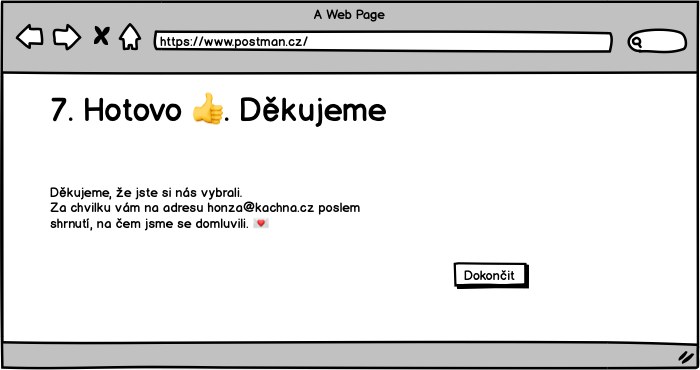 A Web Page
https://www.postman.cz/
7. Hotovo 👍. Děkujeme
Děkujeme, že jste si nás vybrali.
Za chvilku vám na adresu honza@kachna.cz poslem
shrnutí, na čem jsme se domluvili. 💌
Dokončit